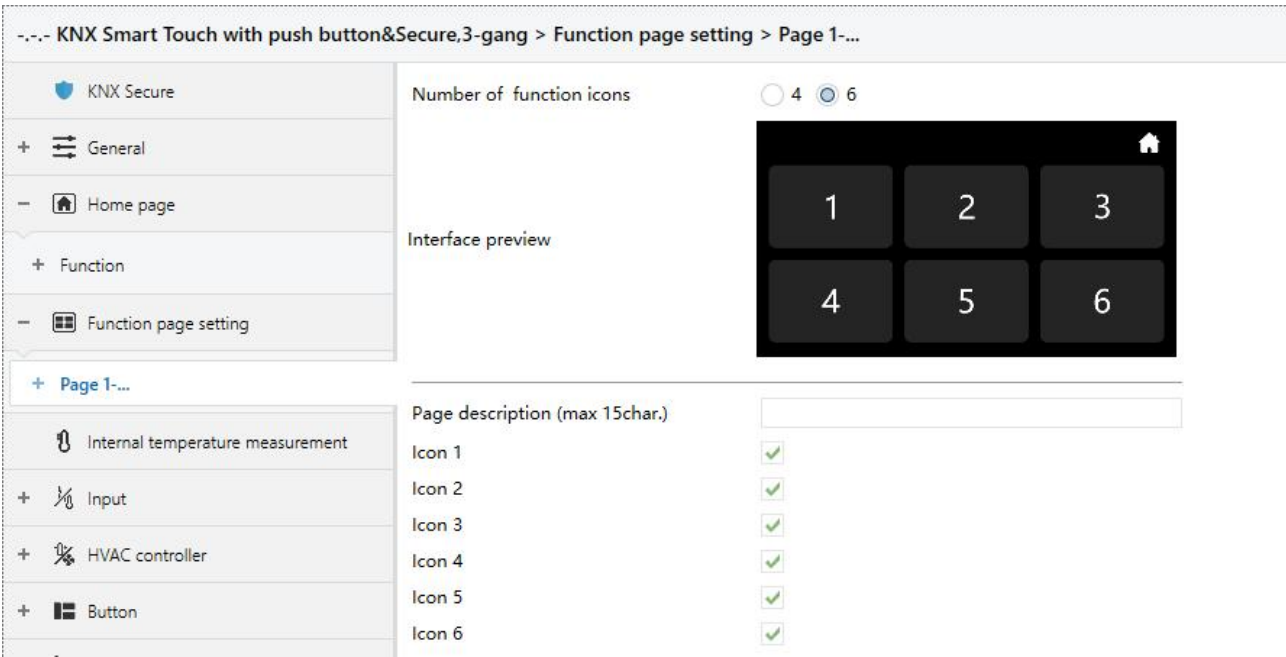 -.-.- KNX Smart Touch with push button&Secure,3-gang > Function page setting > Page 1-...
KNX Secure
+ General
− Home page
+ Function
− Function page setting
+ Page 1-...
Internal temperature measurement
+ Input
+ HVAC controller
+ Button
Number of function icons 4 6
Interface preview
1 2 3
4 5 6
Page description (max 15char.)
Icon 1
Icon 2
Icon 3
Icon 4
Icon 5
Icon 6